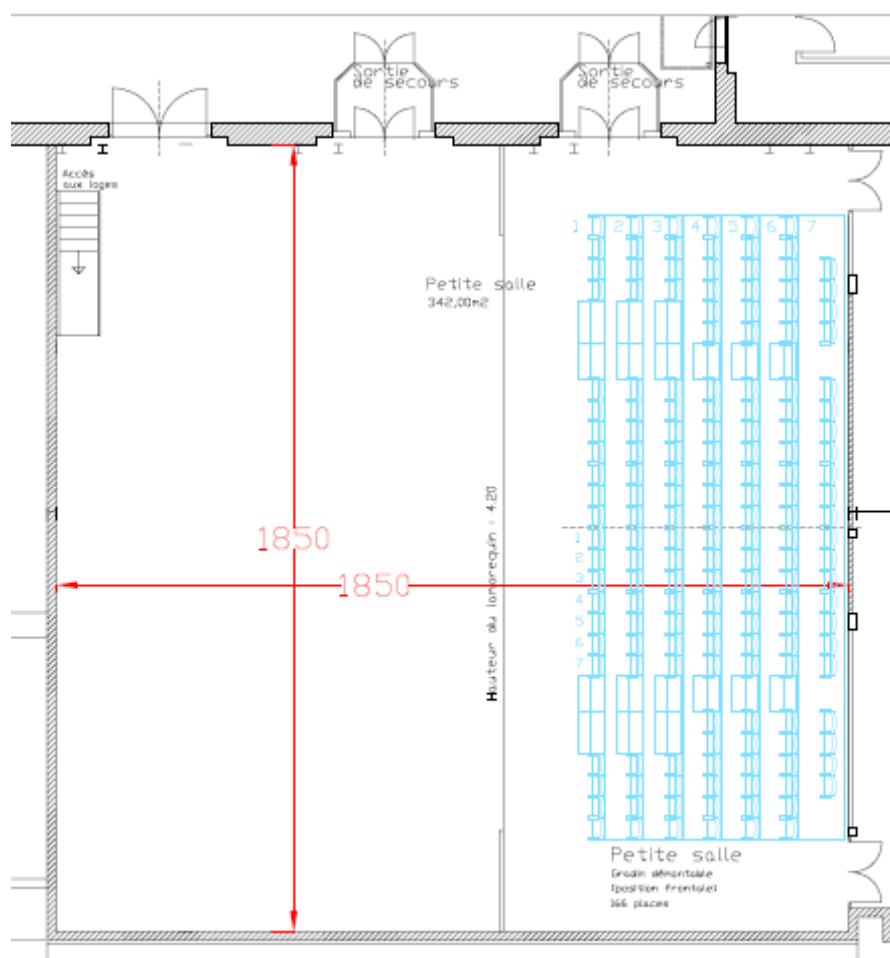 Sortie
de secours
Sortie
de secours
Accès
aux loges
1 2 3 4 5 6 7
Petite salle
342,00m2
1850
1850
Hauteur du lamorequin : 4.20
1
2
3
4
5
6
7
Petite salle
Gradin démontable
(position frontale)
166 places